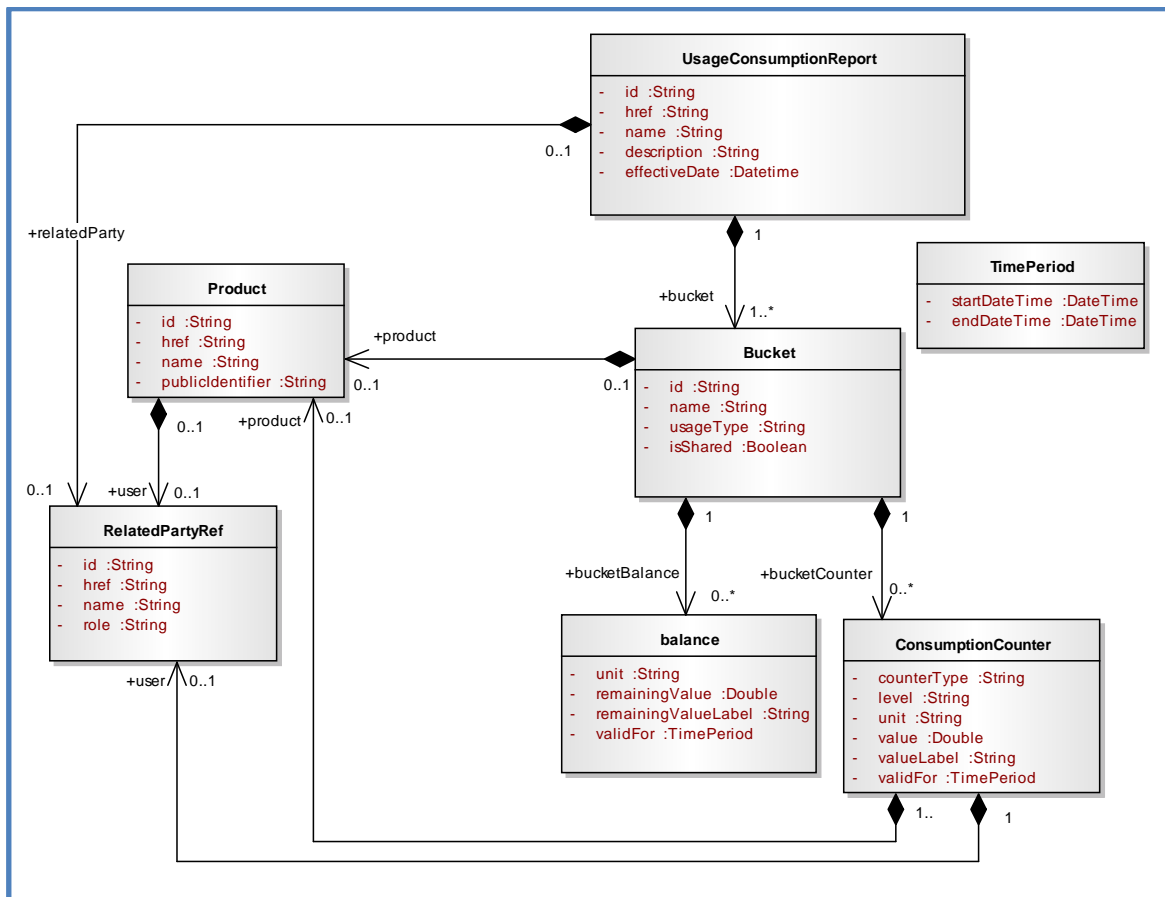 UsageConsumptionReport
- id :String
- href :String
- name :String
- description :String
- effectiveDate :Datetime
0..1
1
+relatedParty
TimePeriod
- startDateTime :DateTime
- endDateTime :DateTime
Product
- id :String
- href :String
- name :String
- publicIdentifier :String
+bucket
1..*
+product
0..1
0..1
Bucket
- id :String
- name :String
- usageType :String
- isShared :Boolean
0..1
+product
0..1
0..1
+user
0..1
RelatedPartyRef
- id :String
- href :String
- name :String
- role :String
1
1
+bucketBalance
+bucketCounter
0..*
0..*
balance
- unit :String
- remainingValue :Double
- remainingValueLabel :String
- validFor :TimePeriod
ConsumptionCounter
- counterType :String
- level :String
- unit :String
- value :Double
- valueLabel :String
- validFor :TimePeriod
+user
0..1
1..
1